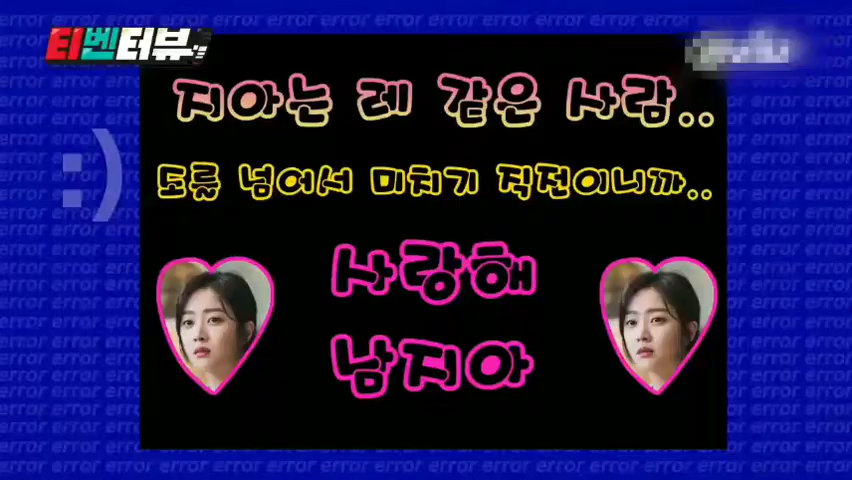 티벤터뷰
지아는 레 같은 사람..
:)
도를 넘어서 미치기 직전이니까..
사랑해
남지아